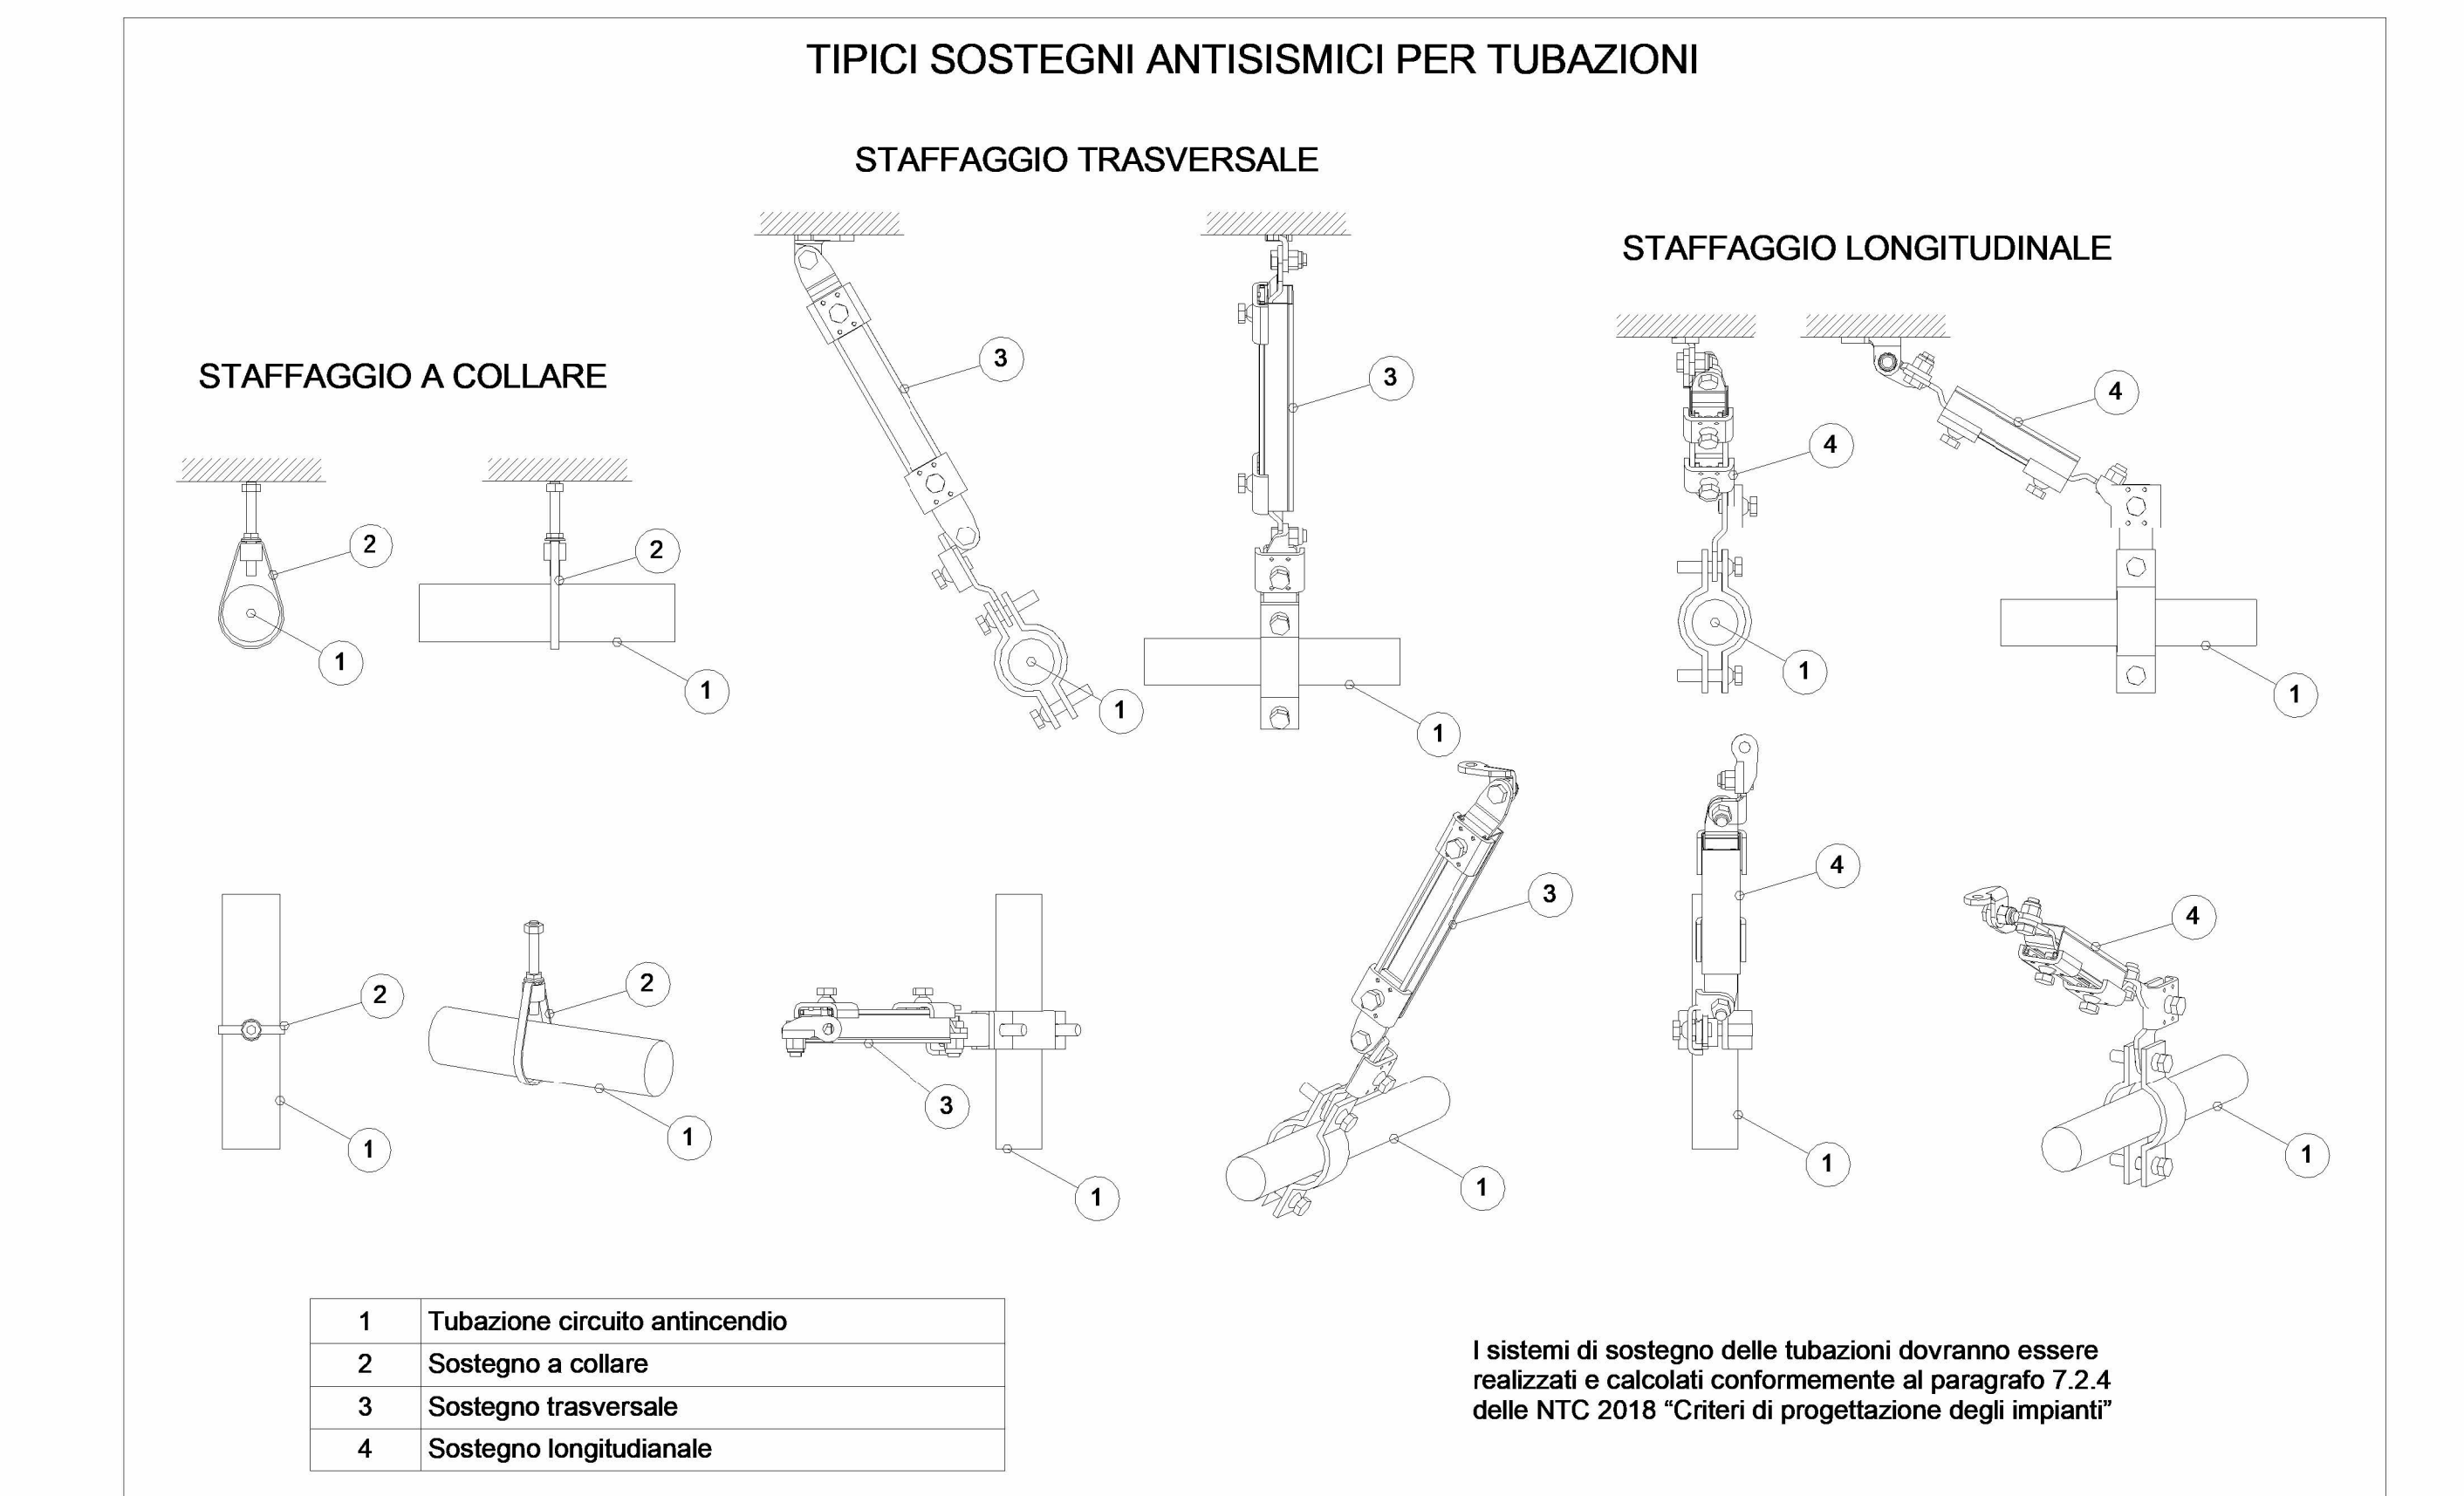 TIPICI SOSTEGNI ANTISISMICI PER TUBAZIONI
STAFFAGGIO TRASVERSALE
STAFFAGGIO LONGITUDINALE
STAFFAGGIO A COLLARE
3
3
4
4
2
2
1
1
1
1
1
1
3
4
4
2
2
3
1
1
1
1
1
1
1 Tubazione circuito antincendio
2 Sostegno a collare
3 Sostegno trasversale
4 Sostegno longitudianale
I sistemi di sostegno delle tubazioni dovranno essere
realizzati e calcolati conformemente al paragrafo 7.2.4
delle NTC 2018 “Criteri di progettazione degli impianti”